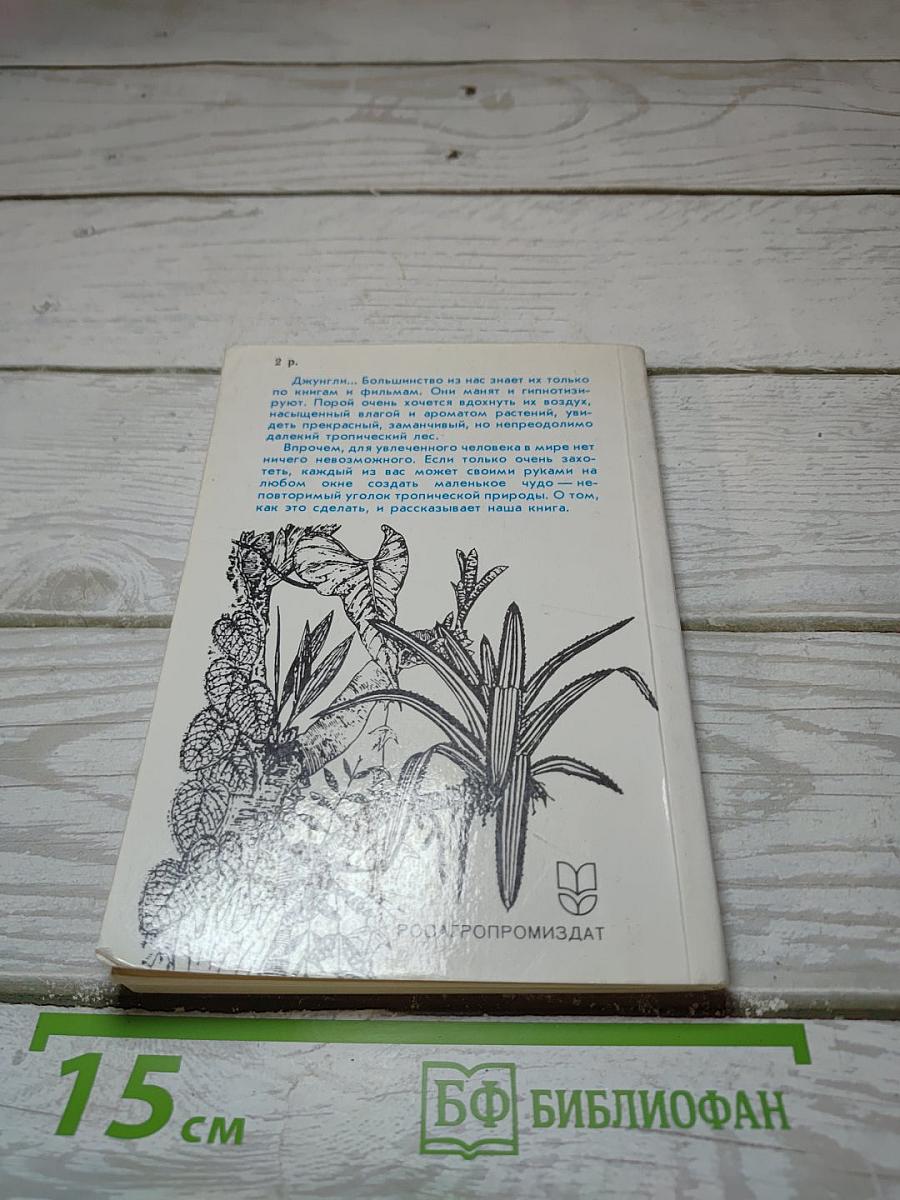 2 р.
Джунгли... Большинство из нас знает их только
по книгам и фильмам. Они манят и гипнотизи-
руют. Порой очень хочется вдохнуть их воздух,
насыщенный влагой и ароматом растений, уви-
деть прекрасный, заманчивый, но непреодолимо
далекий тропический лес.
Впрочем, для увлеченного человека в мире нет
ничего невозможного. Если только очень захо-
теть, каждый из вас может своими руками на
любом окне создать маленькое чудо — не-
повторимый уголок тропической природы. О том,
как это сделать, и рассказывает наша книга.
РОСАГРОПРОМИЗДАТ
15 см
БФ БИБЛИОФАН